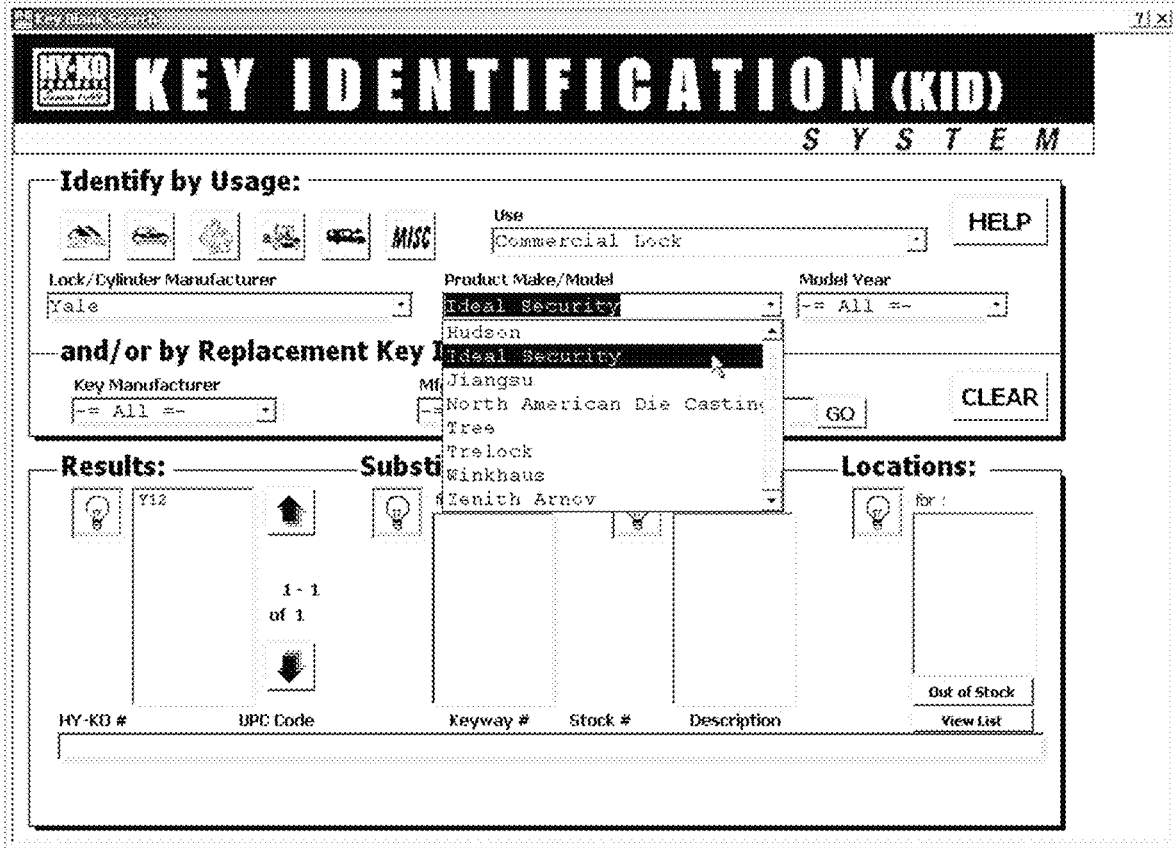 Key Blank Search
HY-KO
KEY IDENTIFICATION (KID)
SYSTEM
Identify by Usage:
MISC
Use
Commercial Lock
HELP
Lock/Cylinder Manufacturer
Product Make/Model
Model Year
Yale
Ideal Security
-= All =-
Hudson
Ideal Security
Jiangsu
North American Die Casting
Tree
Trelock
Winkhaus
Zenith Arnov
and/or by Replacement Key I
Key Manufacturer
-= All =-
GO
CLEAR
Results:
Substi
Locations:
Y12
for :
1 - 1
of 1
Out of Stock
View List
HY-KO #
UPC Code
Keyway #
Stock #
Description